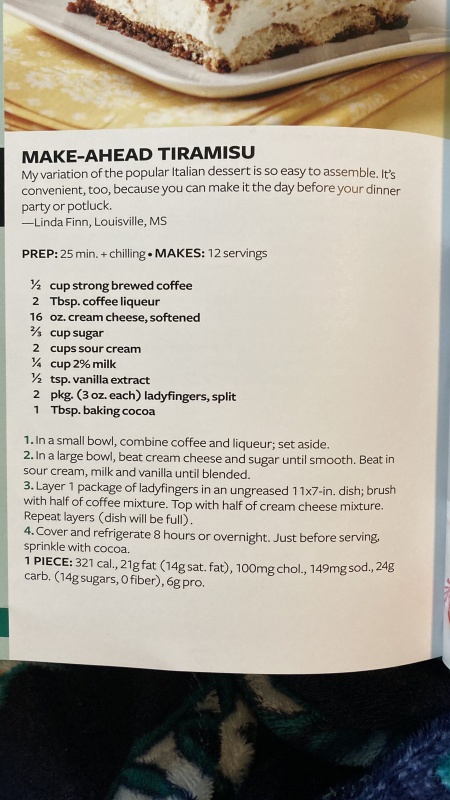 MAKE-AHEAD TIRAMISU
My variation of the popular Italian dessert is so easy to assemble. It's
convenient, too, because you can make it the day before your dinner
party or potluck.
—Linda Finn, Louisville, MS
PREP: 25 min. + chilling • MAKES: 12 servings
½ cup strong brewed coffee
2 Tbsp. coffee liqueur
16 oz. cream cheese, softened
⅔ cup sugar
2 cups sour cream
¼ cup 2% milk
½ tsp. vanilla extract
2 pkg. (3 oz. each) ladyfingers, split
1 Tbsp. baking cocoa
1. In a small bowl, combine coffee and liqueur; set aside.
2. In a large bowl, beat cream cheese and sugar until smooth. Beat in
sour cream, milk and vanilla until blended.
3. Layer 1 package of ladyfingers in an ungreased 11x7-in. dish; brush
with half of coffee mixture. Top with half of cream cheese mixture.
Repeat layers (dish will be full).
4. Cover and refrigerate 8 hours or overnight. Just before serving,
sprinkle with cocoa.
1 PIECE: 321 cal., 21g fat (14g sat. fat), 100mg chol., 149mg sod., 24g
carb. (14g sugars, 0 fiber), 6g pro.